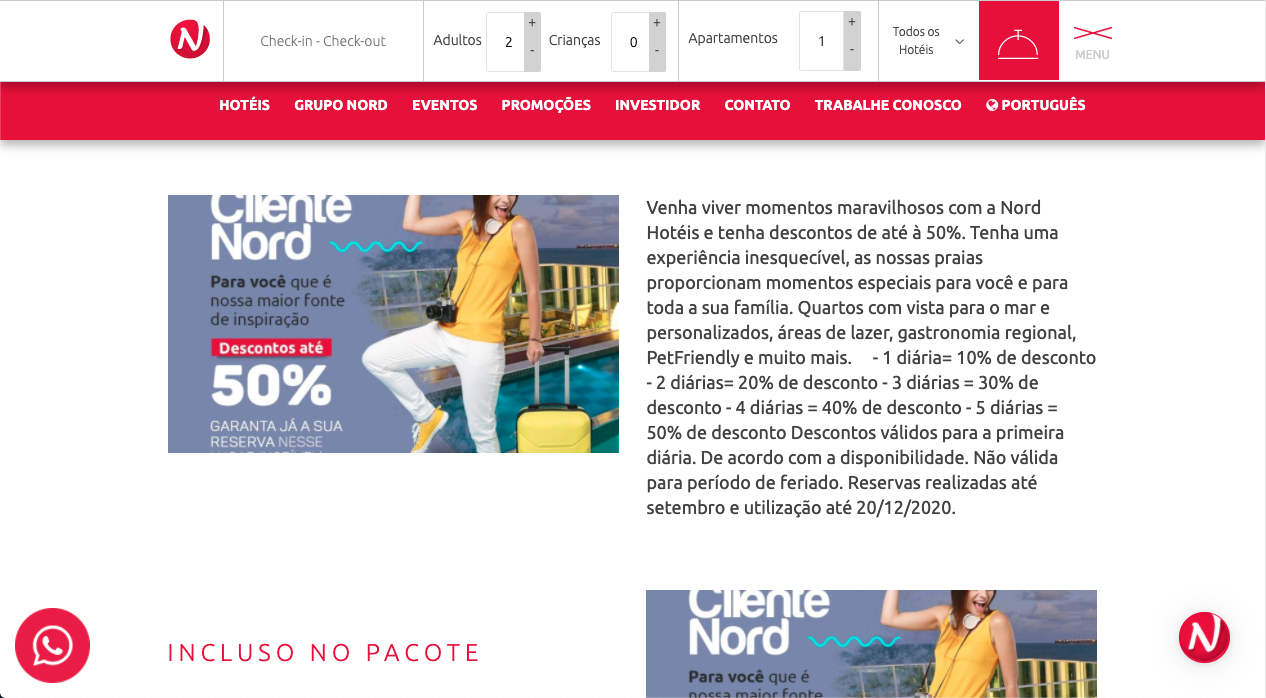 N
Check-in - Check-out
Adultos
2
+
-
Crianças
0
+
-
Apartamentos
1
+
-
Todos os
Hotéis
MENU
HOTÉIS GRUPO NORD EVENTOS PROMOÇÕES INVESTIDOR CONTATO TRABALHE CONOSCO PORTUGUÊS
Cliente
Nord
Para você que é
nossa maior fonte
de inspiração
Descontos até
50%
GARANTA JÁ A SUA
RESERVA NESSE
Venha viver momentos maravilhosos com a Nord
Hotéis e tenha descontos de até à 50%. Tenha uma
experiência inesquecível, as nossas praias
proporcionam momentos especiais para você e para
toda a sua família. Quartos com vista para o mar e
personalizados, áreas de lazer, gastronomia regional,
PetFriendly e muito mais. - 1 diária= 10% de desconto
- 2 diárias= 20% de desconto - 3 diárias = 30% de
desconto - 4 diárias = 40% de desconto - 5 diárias =
50% de desconto Descontos válidos para a primeira
diária. De acordo com a disponibilidade. Não válida
para período de feriado. Reservas realizadas até
setembro e utilização até 20/12/2020.
INCLUSO NO PACOTE
Cliente
Nord
Para você que é
nossa maior fonte
N